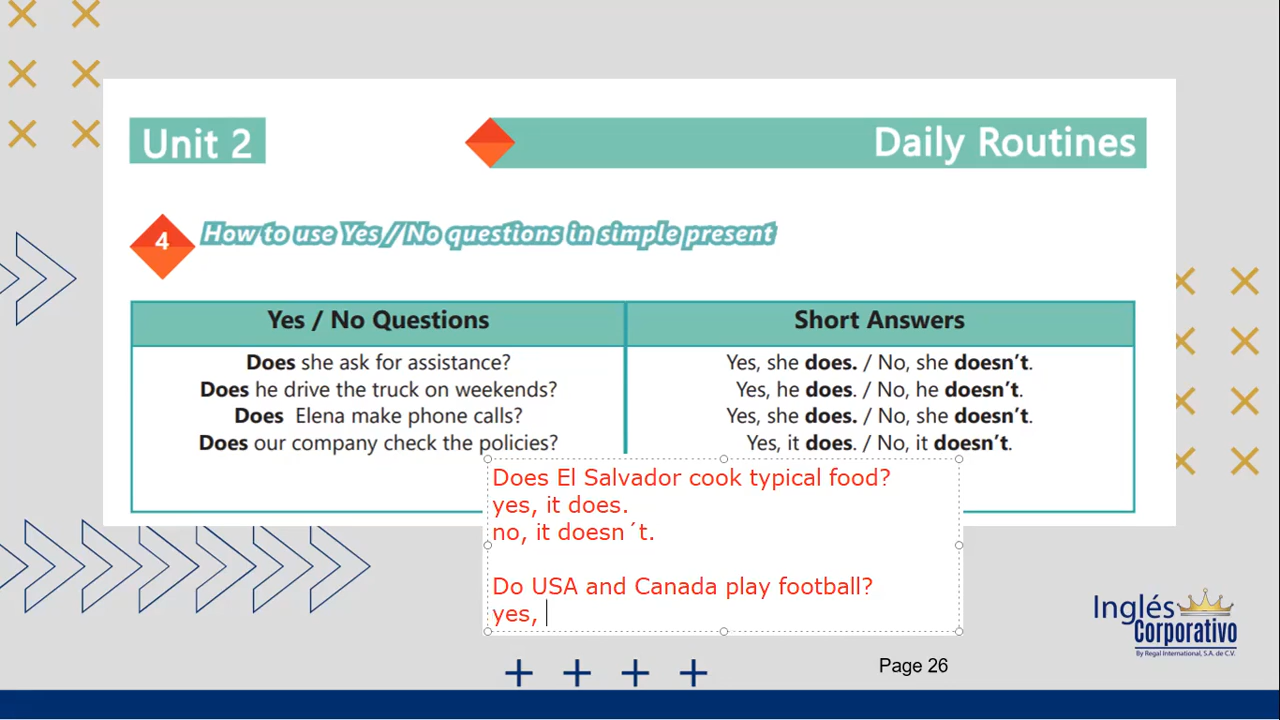 Unit 2
Daily Routines
4
How to use Yes / No questions in simple present
Yes / No Questions
Short Answers
Does she ask for assistance?
Yes, she does. / No, she doesn't.
Does he drive the truck on weekends?
Yes, he does. / No, he doesn't.
Does Elena make phone calls?
Yes, she does. / No, she doesn't.
Does our company check the policies?
Yes, it does. / No, it doesn't.
Does El Salvador cook typical food?
yes, it does.
no, it doesn´t.
Do USA and Canada play football?
yes,
Inglés
Corporativo
By Regal International, S.A. de C.V.
Page 26